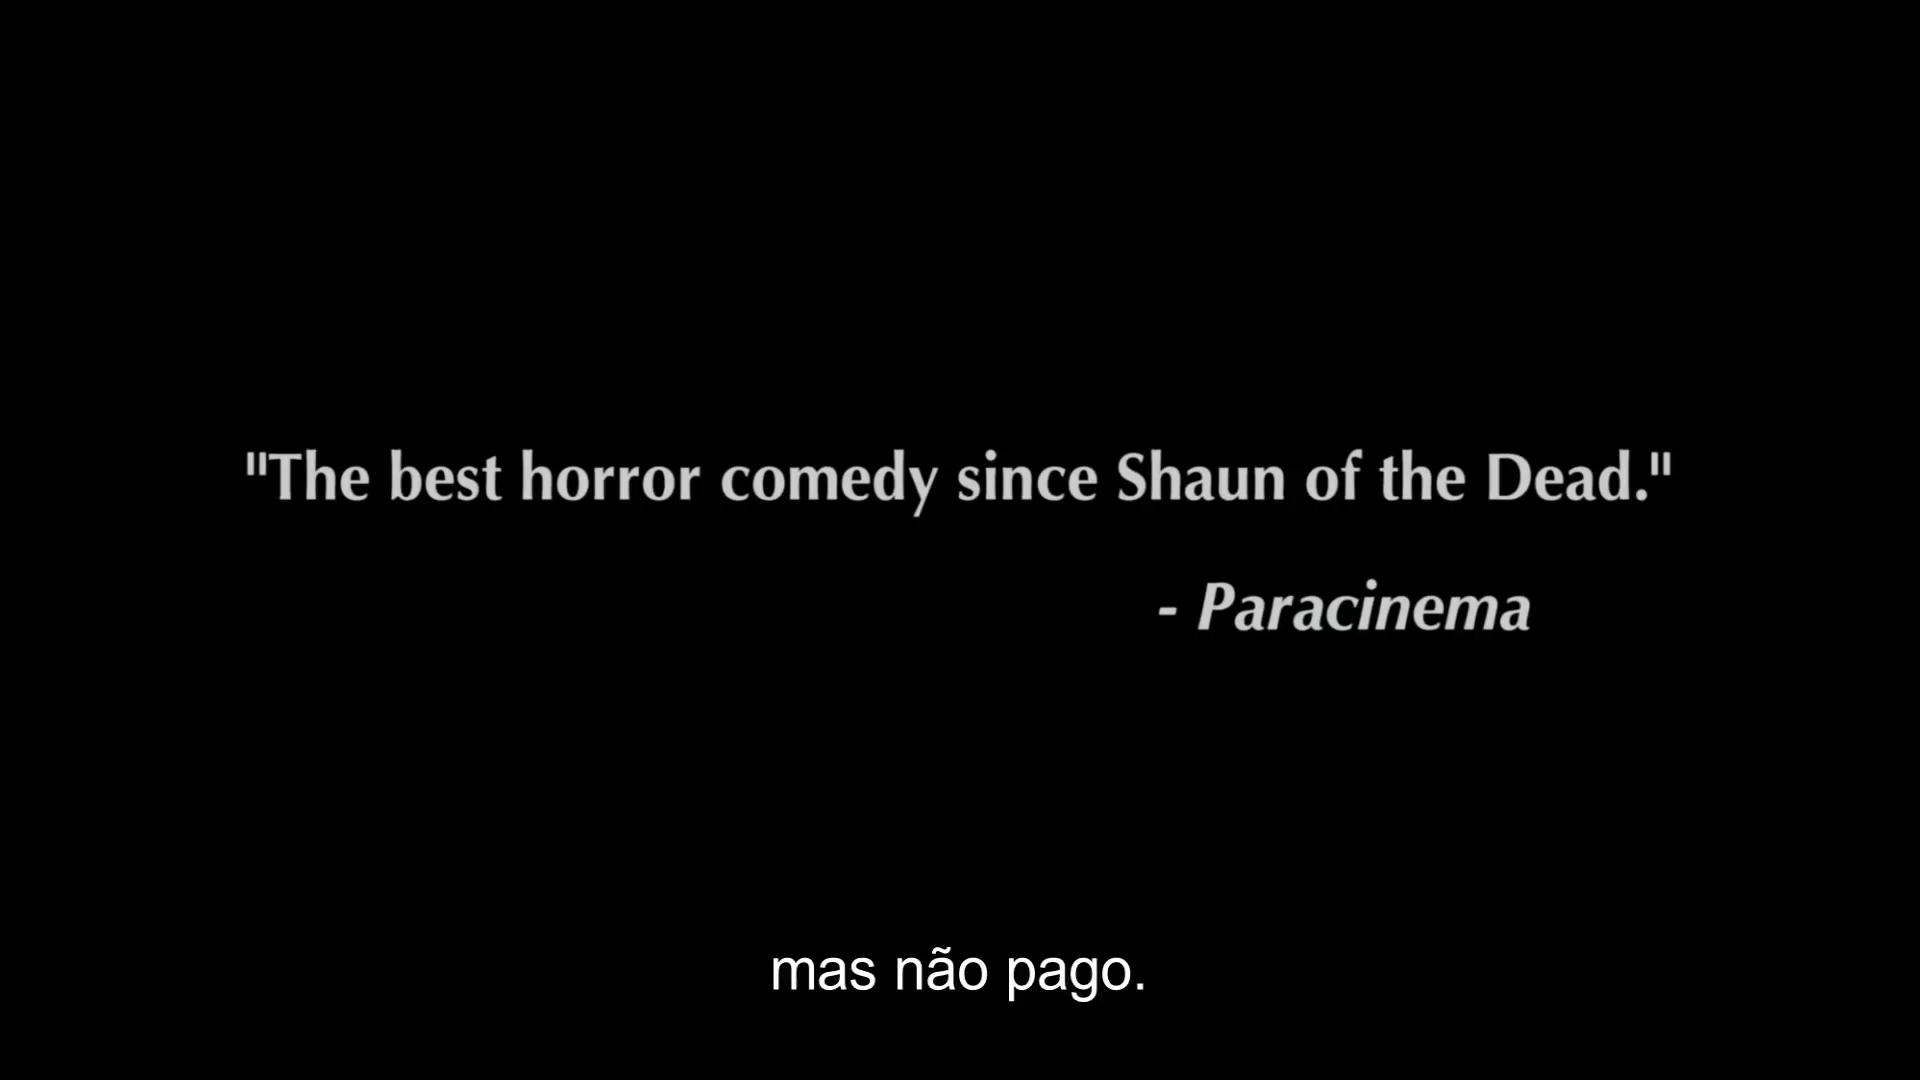 "The best horror comedy since Shaun of the Dead."
- Paracinema
mas não pago.